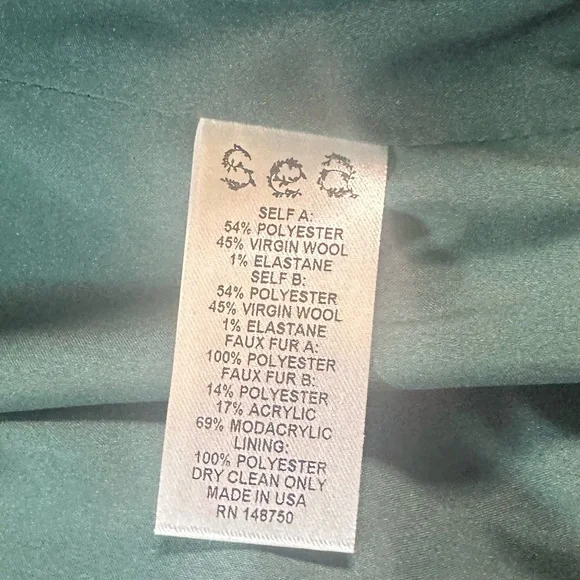 Sea
SELF A:
54% POLYESTER
45% VIRGIN WOOL
1% ELASTANE
SELF B:
54% POLYESTER
45% VIRGIN WOOL
1% ELASTANE
FAUX FUR A:
100% POLYESTER
FAUX FUR B:
14% POLYESTER
17% ACRYLIC
69% MODACRYLIC
LINING:
100% POLYESTER
DRY CLEAN ONLY
MADE IN USA
RN 148750